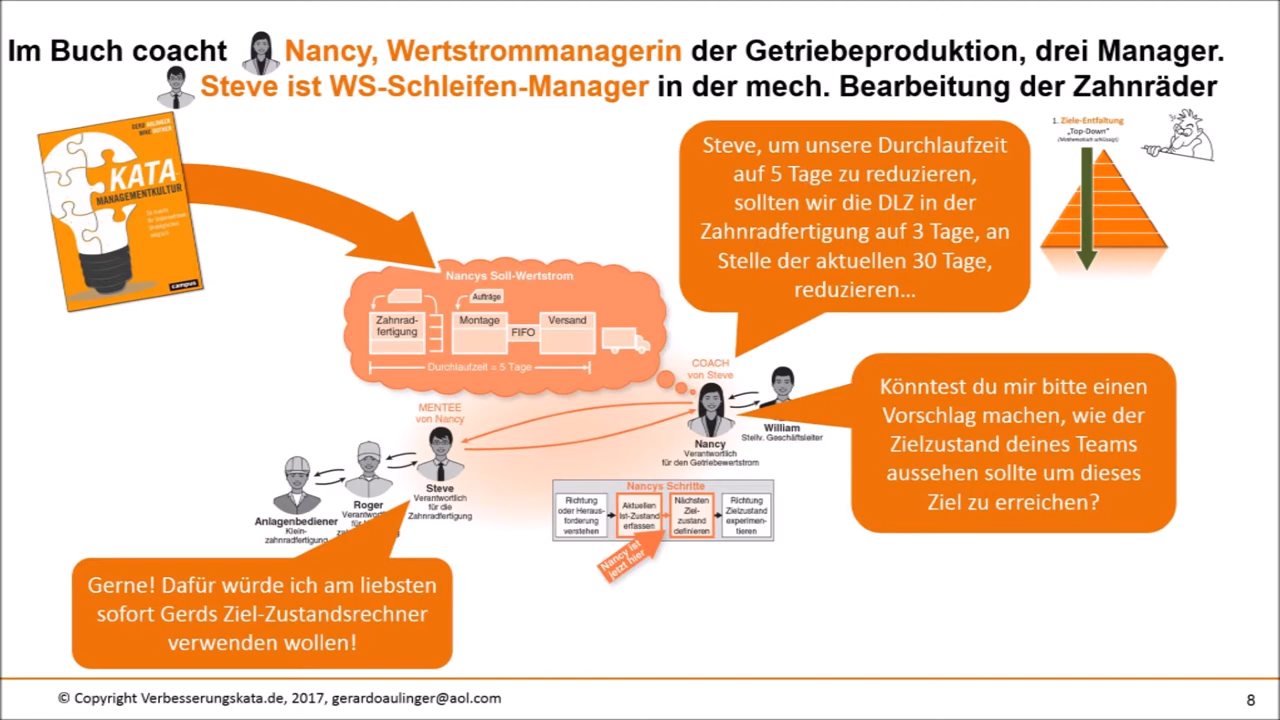 Im Buch coacht Nancy, Wertstrommanagerin der Getriebeproduktion, drei Manager.
Steve ist WS-Schleifen-Manager in der mech. Bearbeitung der Zahnräder
KATA
MANAGEMENTKULTUR
campus
1. Ziele-Entfaltung
„Top-Down"
Steve, um unsere Durchlaufzeit
auf 5 Tage zu reduzieren,
sollten wir die DLZ in der
Zahnradfertigung auf 3 Tage, an
Stelle der aktuellen 30 Tage,
reduzieren...
Nancys Soll-Wertstrom
Aufträge
Zahnrad-
fertigung
Montage
FIFO
Versand
Durchlaufzeit = 5 Tage
COACH
von Steve
MENTEE
von Nancy
William
Stellv. Geschäftsleiter
Nancy
Verantwortlich
für den Getriebewertstrom
Könntest du mir bitte einen
Vorschlag machen, wie der
Zielzustand deines Teams
aussehen sollte um dieses
Ziel zu erreichen?
Steve
Verantwortlich
für die
Zahnradfertigung
Roger
Anlagenbediener
Klein-
zahnradfertigung
Nancys Schritte
Richtung
oder Heraus-
forderung
verstehen
Aktuellen
Ist-Zustand
erfassen
Nächsten
Ziel-
zustand
definieren
Richtung
Zielzustand
experimen-
tieren
Nancy ist
jetzt hier
Gerne! Dafür würde ich am liebsten
sofort Gerds Ziel-Zustandsrechner
verwenden wollen!
© Copyright Verbesserungskata.de, 2017, gerardoaulinger@aol.com
8